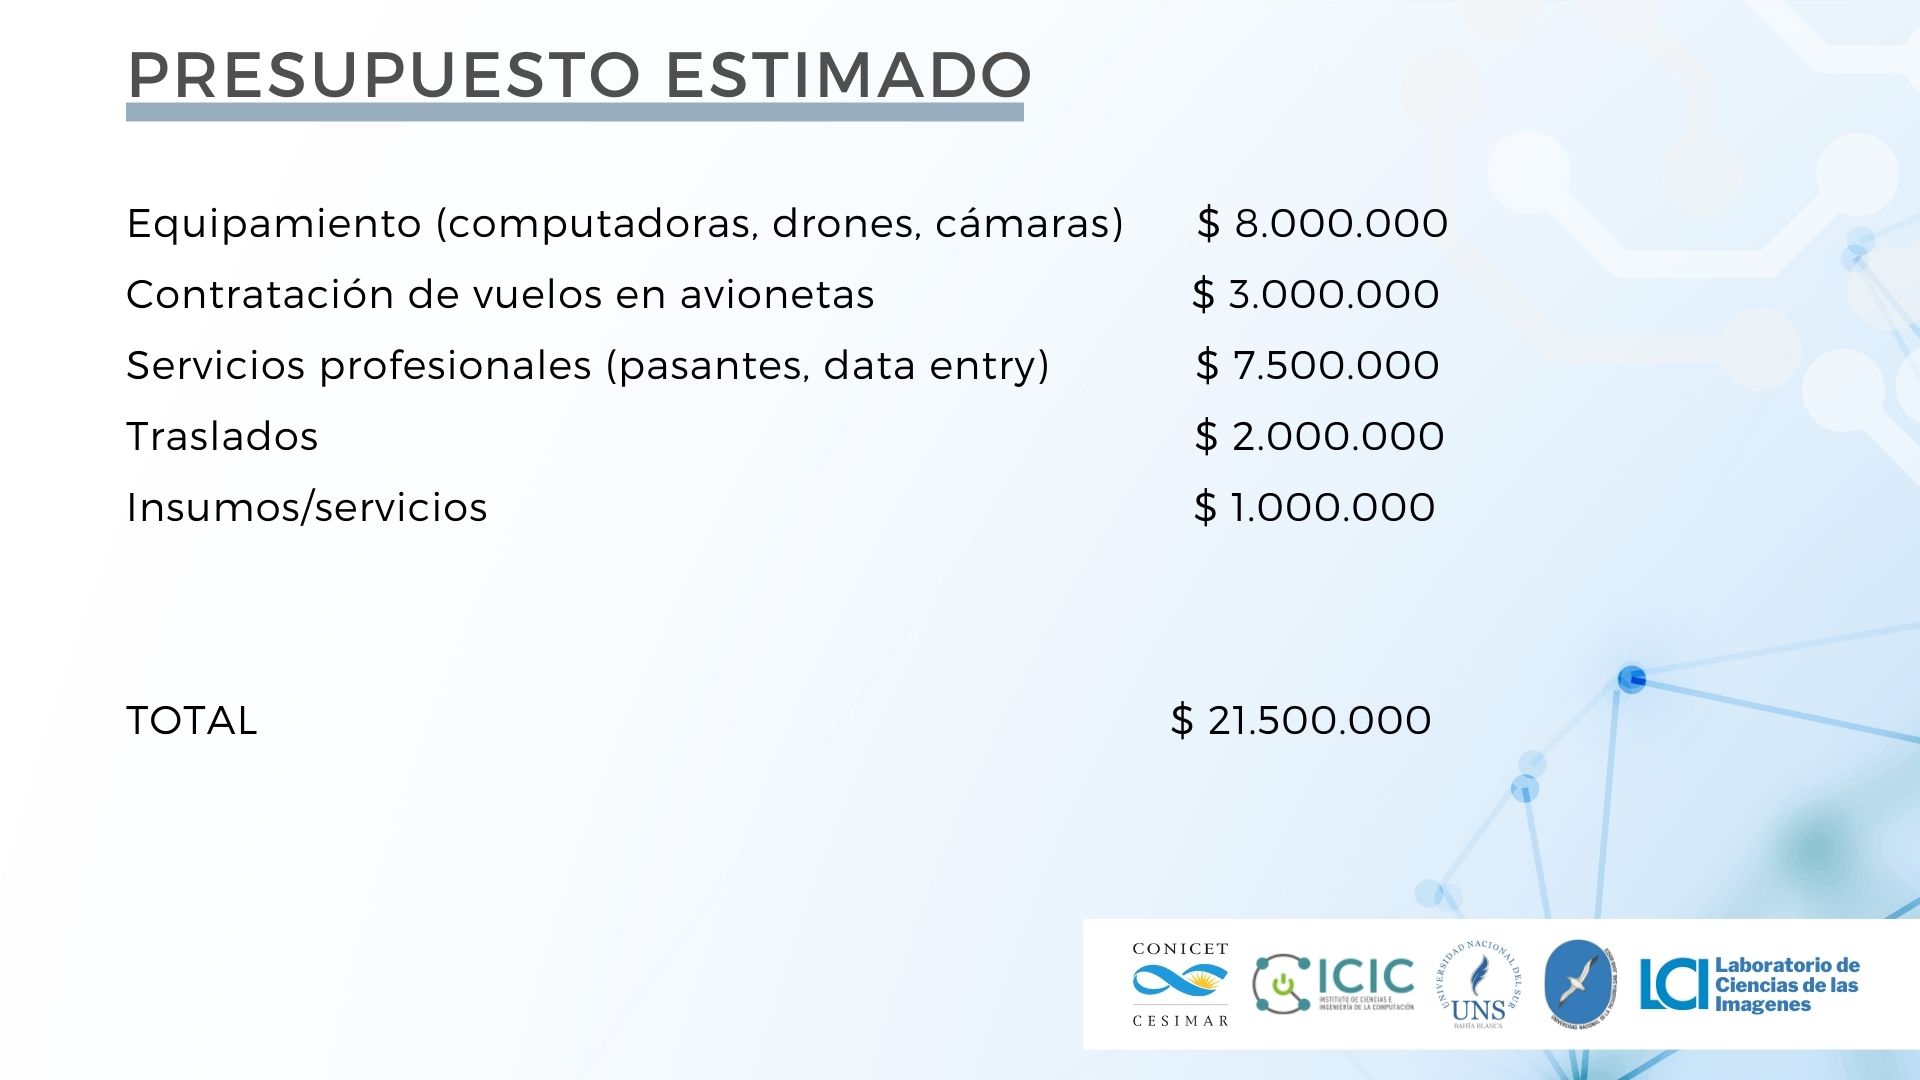 PRESUPUESTO ESTIMADO
Equipamiento (computadoras, drones, cámaras) $ 8.000.000
Contratación de vuelos en avionetas $ 3.000.000
Servicios profesionales (pasantes, data entry) $ 7.500.000
Traslados $ 2.000.000
Insumos/servicios $ 1.000.000
TOTAL $ 21.500.000
CONICET
CESIMAR
ICIC
INSTITUTO DE CIENCIAS E
INGENIERÍA DE LA COMPUTACIÓN
UNIVERSIDAD NACIONAL DEL SUR
UNS
BAHÍA BLANCA
LCI
Laboratorio de
Ciencias de las
Imagenes